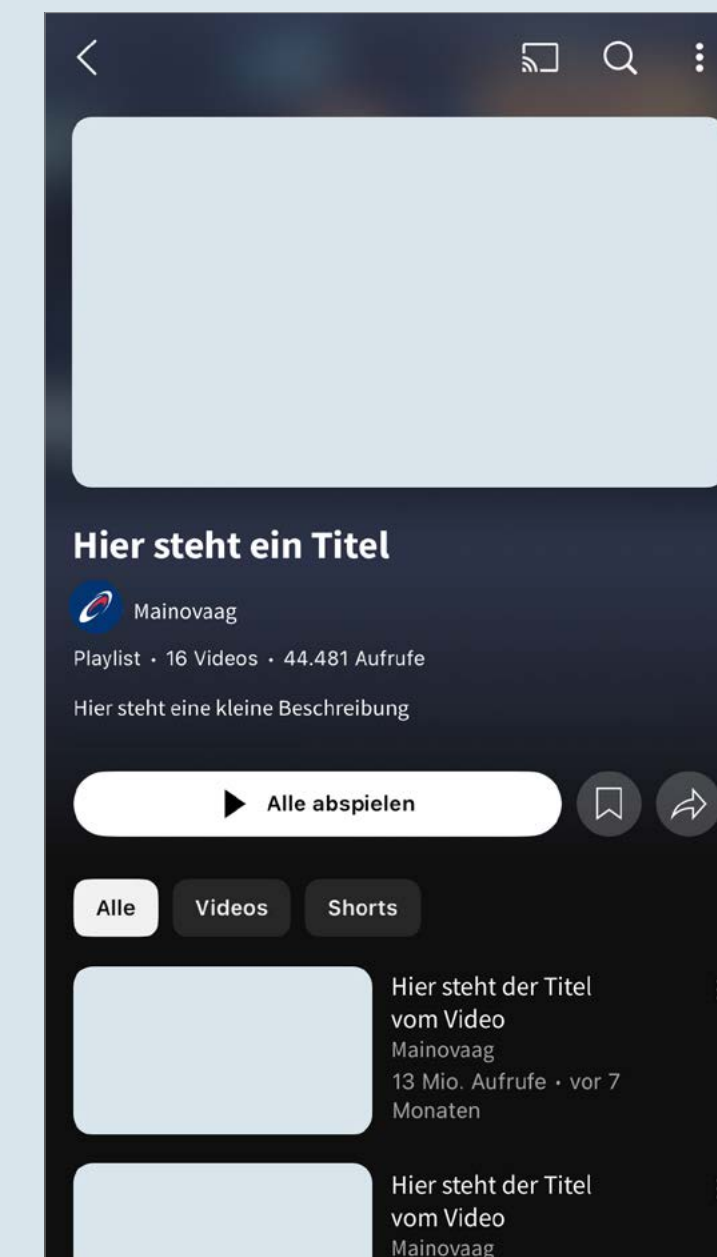 Hier steht ein Titel
Mainovaag
Playlist • 16 Videos • 44.481 Aufrufe
Hier steht eine kleine Beschreibung
Alle abspielen
Alle Videos Shorts
Hier steht der Titel
vom Video
Mainovaag
13 Mio. Aufrufe • vor 7
Monaten
Hier steht der Titel
vom Video
Mainovaag